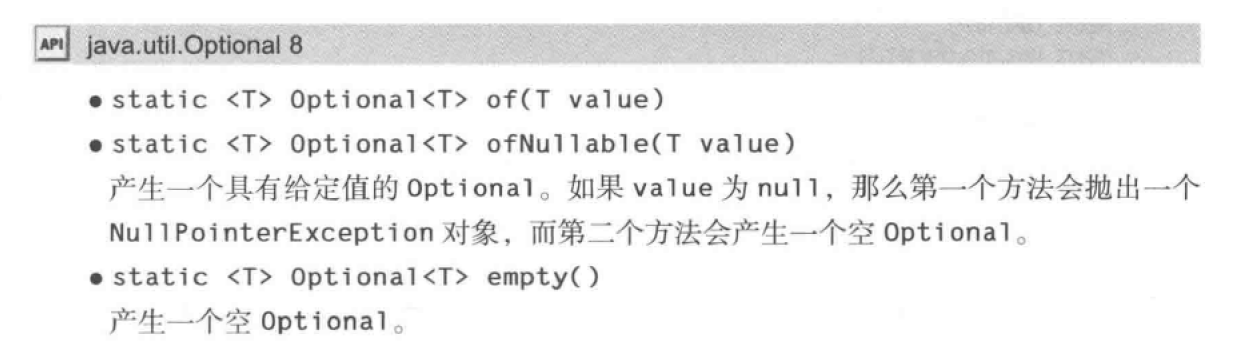 API java.util.Optional 8
● static <T> Optional<T> of(T value)
● static <T> Optional<T> ofNullable(T value)
产生一个具有给定值的 Optional。如果 value 为 null，那么第一个方法会抛出一个
NullPointerException 对象，而第二个方法会产生一个空 Optional。
● static <T> Optional<T> empty()
产生一个空 Optional。